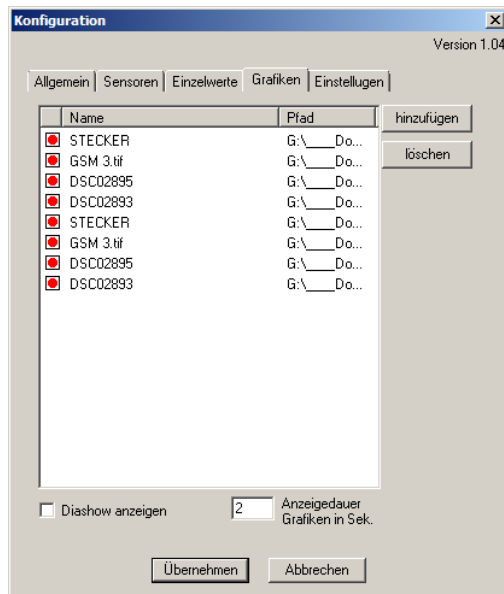 Konfiguration
Version 1.04
Allgemein Sensoren Einzelwerte Grafiken Einstellugen
Name Pfad hinzufügen
STECKER G:\____Do...
GSM 3.tif G:\____Do...
löschen
DSC02895 G:\____Do...
DSC02893 G:\____Do...
STECKER G:\____Do...
GSM 3.tif G:\____Do...
DSC02895 G:\____Do...
DSC02893 G:\____Do...
Diashow anzeigen 2 Anzeigedauer
Grafiken in Sek.
Übernehmen Abbrechen